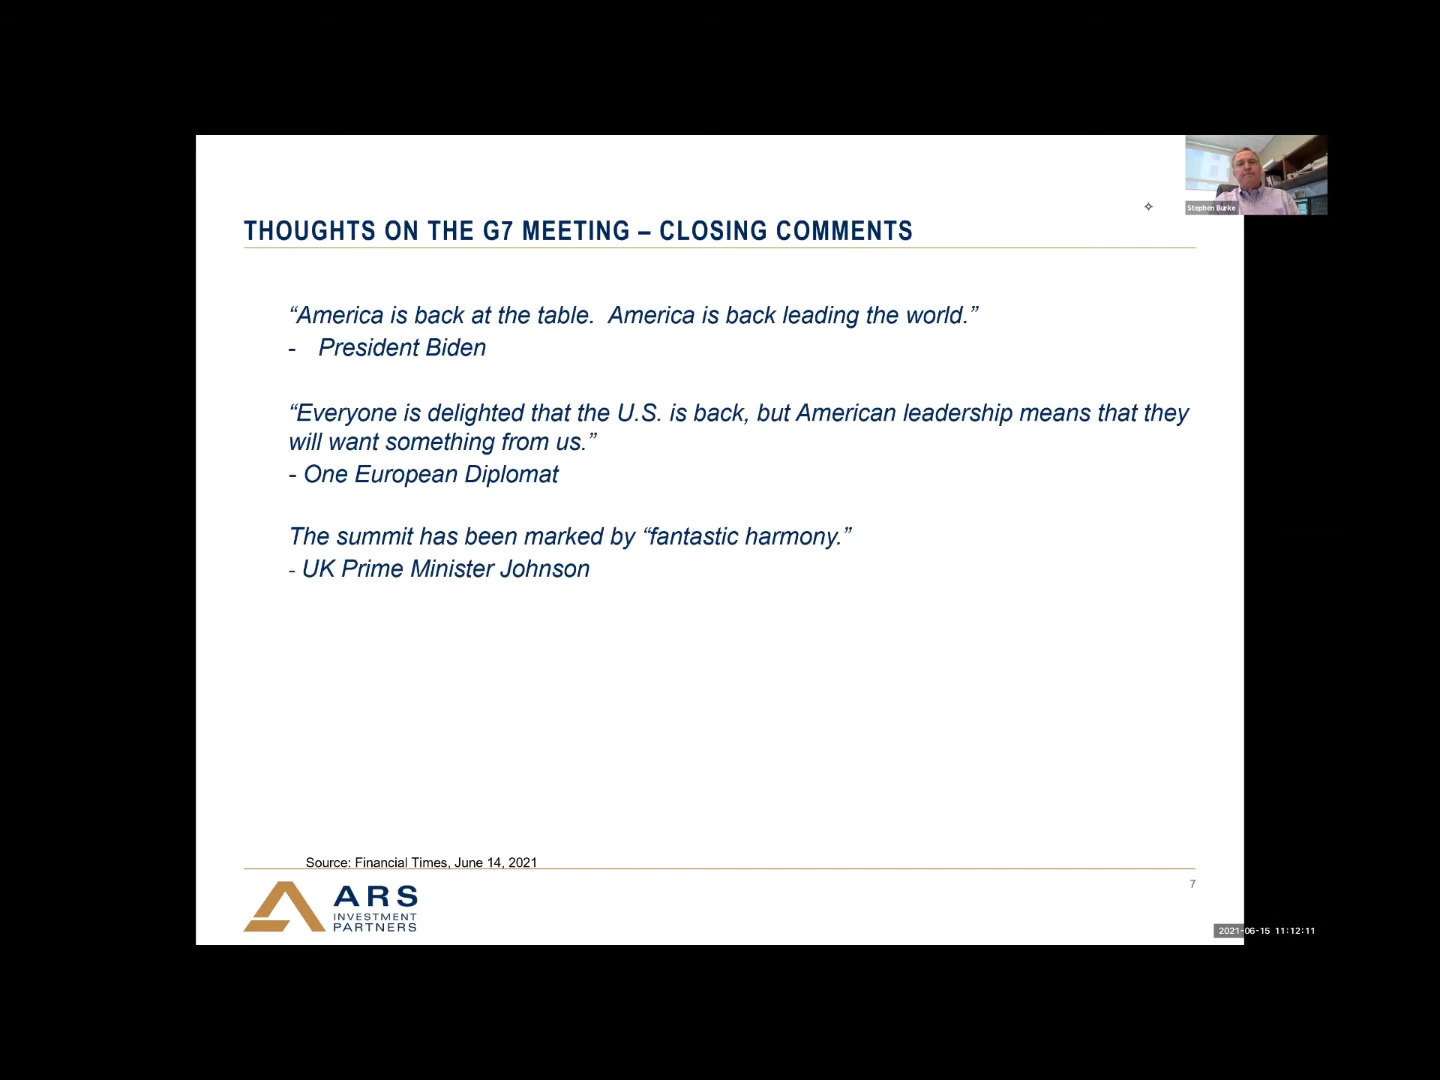 Stephen Burke
THOUGHTS ON THE G7 MEETING – CLOSING COMMENTS
“America is back at the table.  America is back leading the world.”
-   President Biden
“Everyone is delighted that the U.S. is back, but American leadership means that they
will want something from us.”
- One European Diplomat
The summit has been marked by “fantastic harmony.”
- UK Prime Minister Johnson
Source: Financial Times, June 14, 2021
7
ARS
INVESTMENT
PARTNERS
2021-06-15 11:12:11